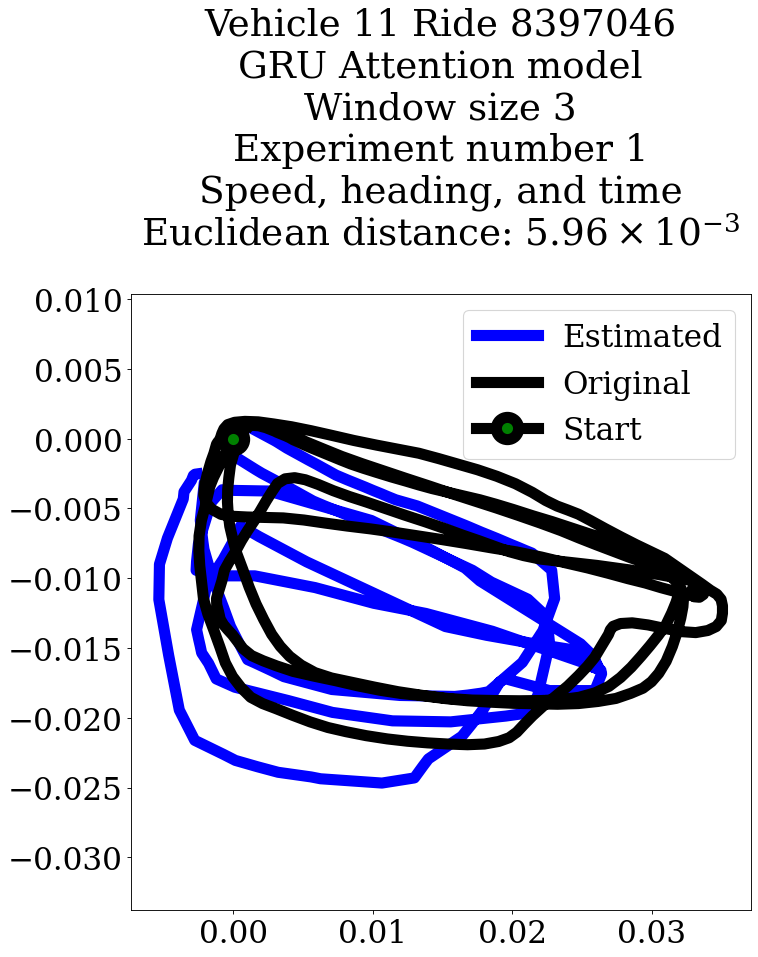 Vehicle 11 Ride 8397046
GRU Attention model
Window size 3
Experiment number 1
Speed, heading, and time
Euclidean distance: 5.96 × 10⁻³
0.010
0.005
0.000
−0.005
−0.010
−0.015
−0.020
−0.025
−0.030
Estimated
Original
Start
0.00 0.01 0.02 0.03